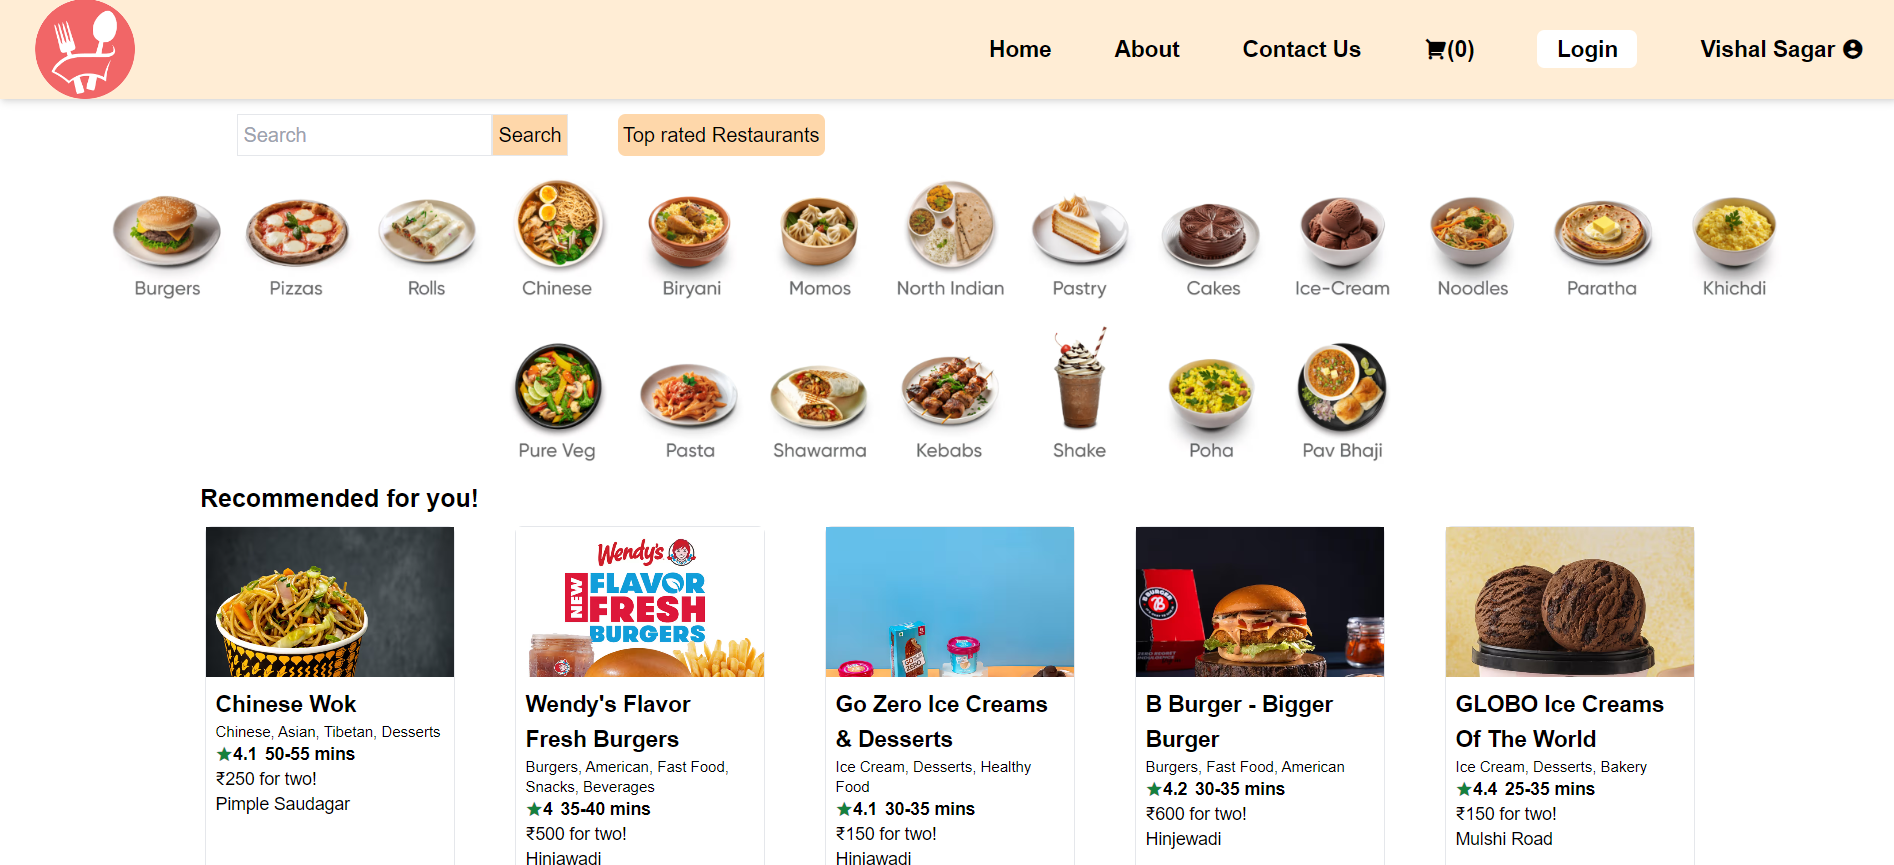 Home About Contact Us (0) Login Vishal Sagar
Search Search Top rated Restaurants
Burgers Pizzas Rolls Chinese Biryani Momos North Indian Pastry Cakes Ice-Cream Noodles Paratha Khichdi
Pure Veg Pasta Shawarma Kebabs Shake Poha Pav Bhaji
Recommended for you!
Chinese Wok
Chinese, Asian, Tibetan, Desserts
4.1 50-55 mins
₹250 for two!
Pimple Saudagar
Wendy's
NEW
FLAVOR
FRESH
BURGERS
Wendy's Flavor
Fresh Burgers
Burgers, American, Fast Food,
Snacks, Beverages
4 35-40 mins
₹500 for two!
Hinjawadi
Go Zero Ice Creams
& Desserts
Ice Cream, Desserts, Healthy
Food
4.1 30-35 mins
₹150 for two!
Hinjawadi
B BURGER
B Burger - Bigger
Burger
Burgers, Fast Food, American
4.2 30-35 mins
₹600 for two!
Hinjewadi
GLOBO Ice Creams
Of The World
Ice Cream, Desserts, Bakery
4.4 25-35 mins
₹150 for two!
Mulshi Road